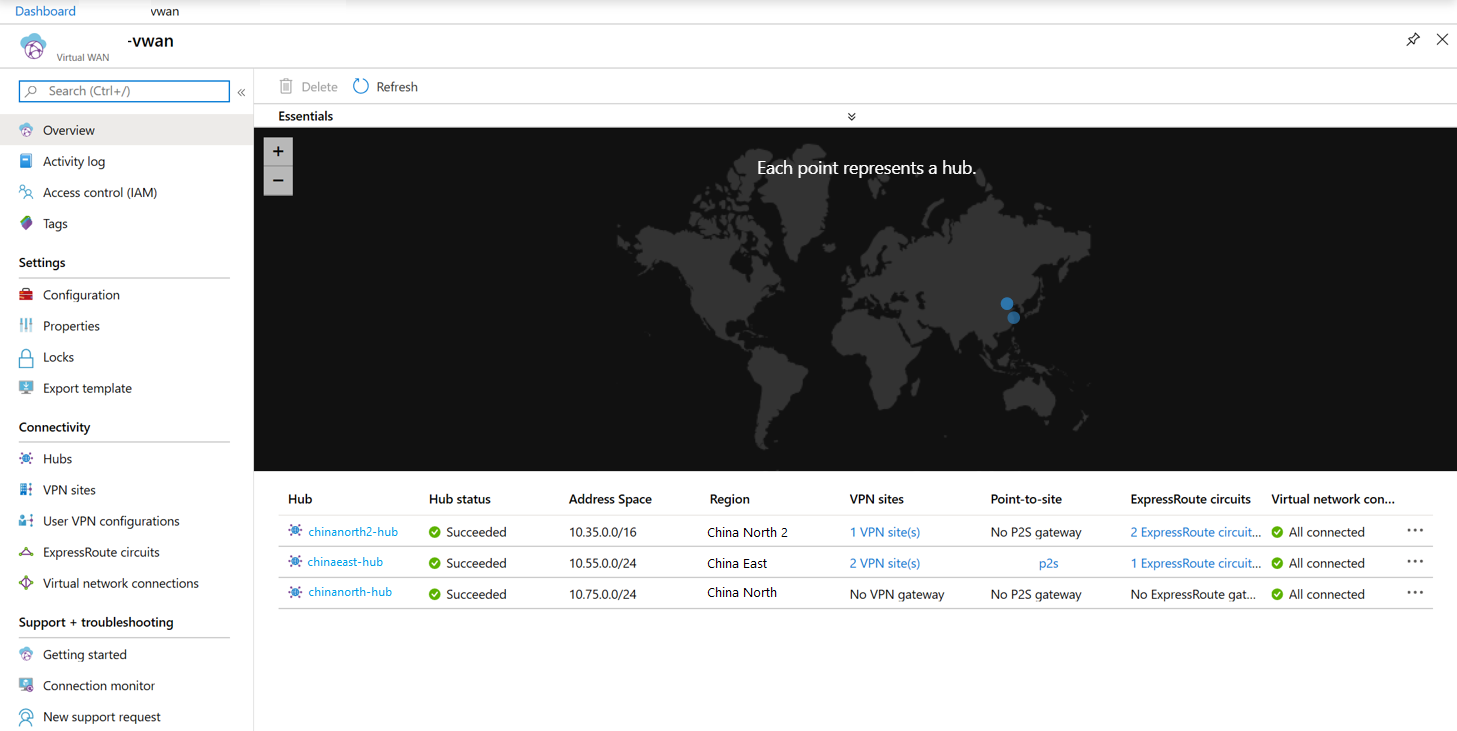 Dashboard vwan
-vwan
Virtual WAN
Search (Ctrl+/) «
Delete Refresh
Essentials
Overview
Activity log
Access control (IAM)
Tags
Settings
Configuration
Properties
Locks
Export template
Connectivity
Hubs
VPN sites
User VPN configurations
ExpressRoute circuits
Virtual network connections
Support + troubleshooting
Getting started
Connection monitor
New support request
+
−
Each point represents a hub.
Hub Hub status Address Space Region VPN sites Point-to-site ExpressRoute circuits Virtual network con...
chinanorth2-hub Succeeded 10.35.0.0/16 China North 2 1 VPN site(s) No P2S gateway 2 ExpressRoute circuit... All connected ...
chinaeast-hub Succeeded 10.55.0.0/24 China East 2 VPN site(s) p2s 1 ExpressRoute circuit... All connected ...
chinanorth-hub Succeeded 10.75.0.0/24 China North No VPN gateway No P2S gateway No ExpressRoute gat... All connected ...